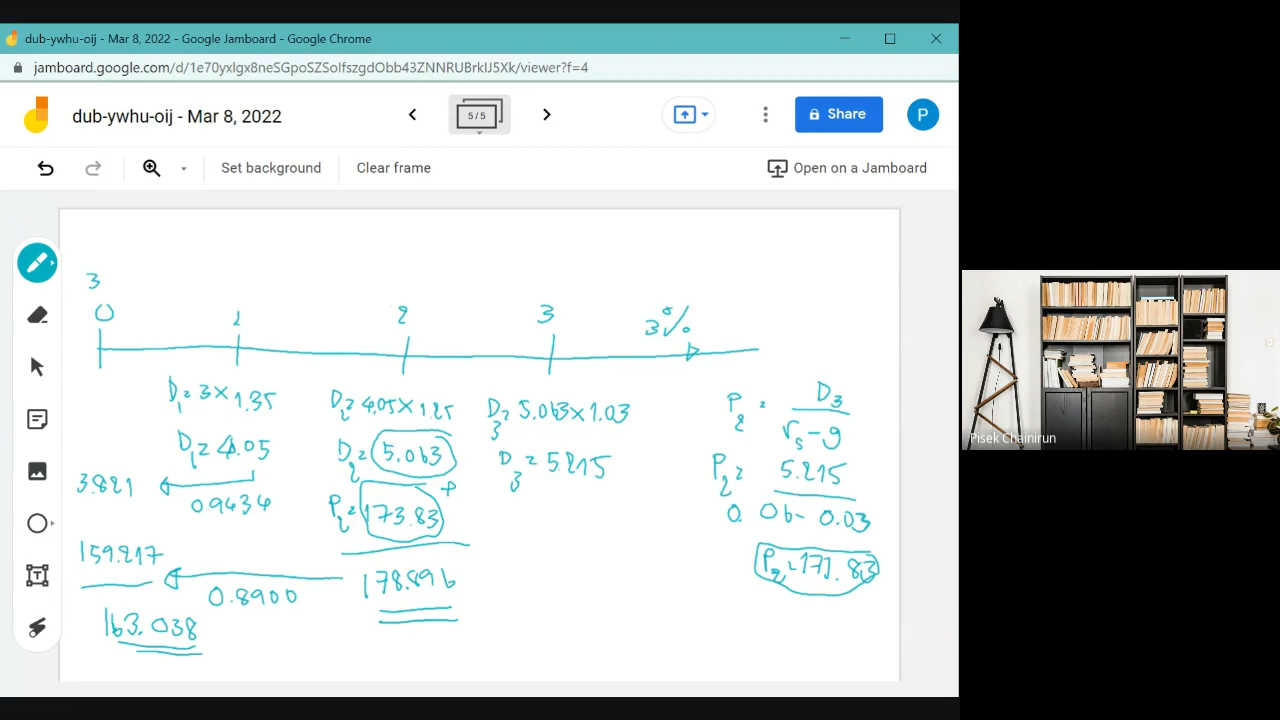 dub-ywhu-oij - Mar 8, 2022 - Google Jamboard - Google Chrome
jamboard.google.com/d/1e70yxlgx8neSGpoSZSolfszgdObb43ZNNRUBrklJ5Xk/viewer?f=4
dub-ywhu-oij - Mar 8, 2022
5 / 5
Share
P
Set background
Clear frame
Open on a Jamboard
3
0 1 2 3 3%
D1 = 3 × 1.35
D2 = 4.05 × 1.25
D3 = 5.063 × 1.03
P2 = D3 / rs - g
D1 = 4.05
D2 = 5.063
D3 = 5.215
P2 = 5.215 / 0.06 - 0.03
3.821
0.9434
P2 = 173.83
+
P2 = 173.83
159.217
0.8900
178.896
163.038
Pisek Chainirun